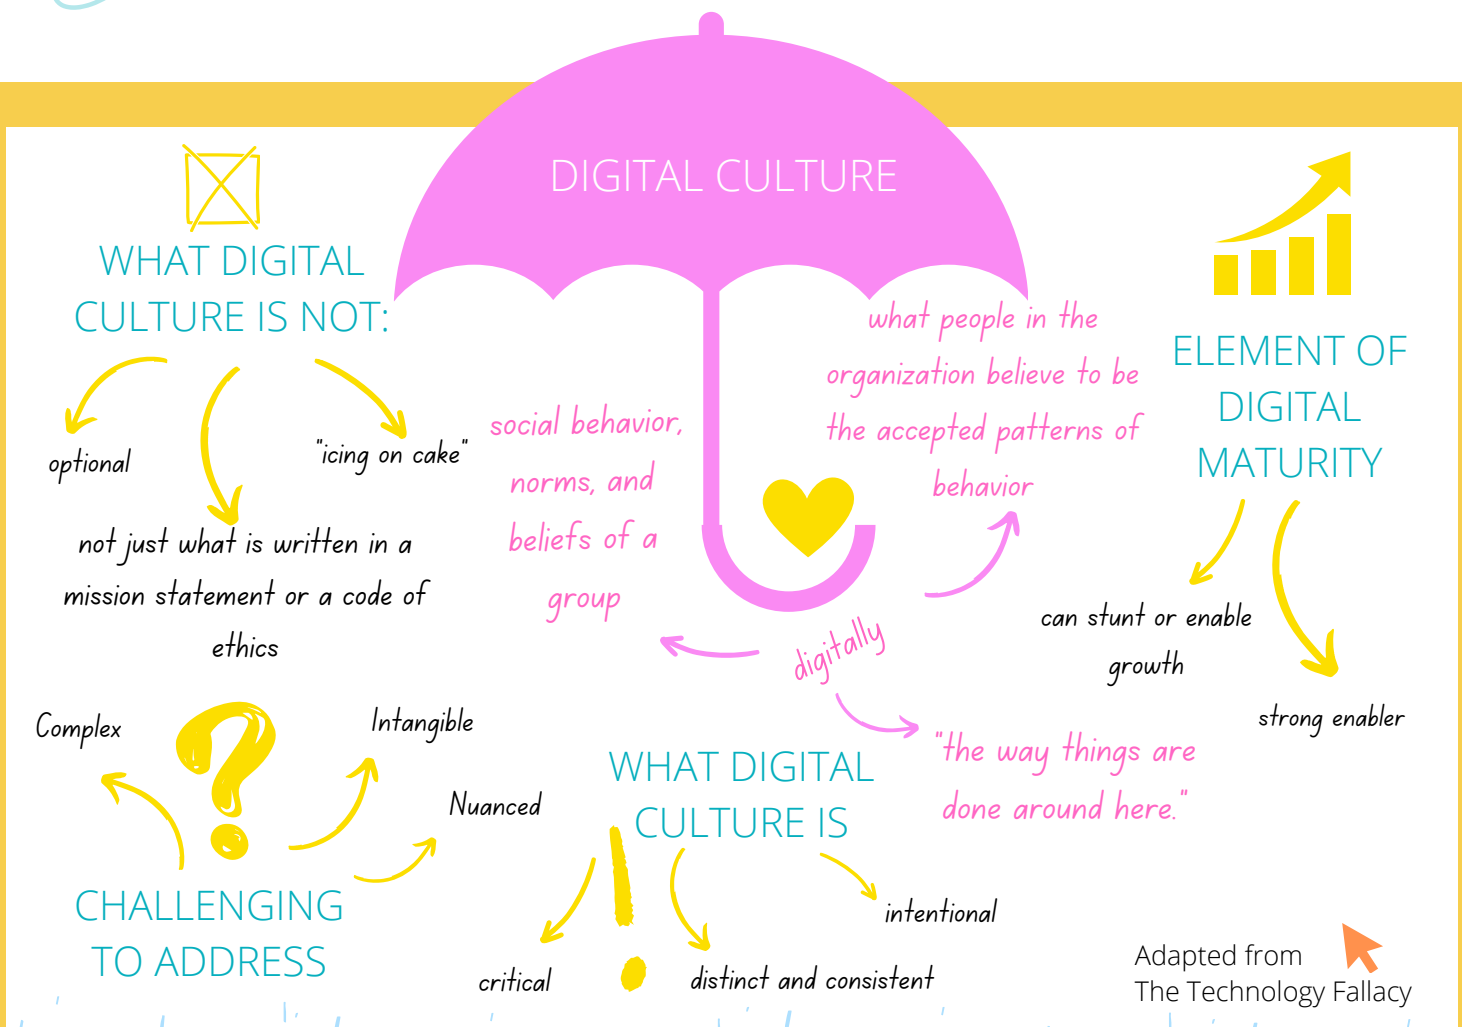 DIGITAL CULTURE
WHAT DIGITAL
CULTURE IS NOT:
optional
"icing on cake"
not just what is written in a
mission statement or a code of
ethics
social behavior,
norms, and
beliefs of a
group
what people in the
organization believe to be
the accepted patterns of
behavior
digitally
"the way things are
done around here."
ELEMENT OF
DIGITAL
MATURITY
can stunt or enable
growth
strong enabler
Complex
Intangible
Nuanced
CHALLENGING
TO ADDRESS
WHAT DIGITAL
CULTURE IS
critical
distinct and consistent
intentional
Adapted from
The Technology Fallacy